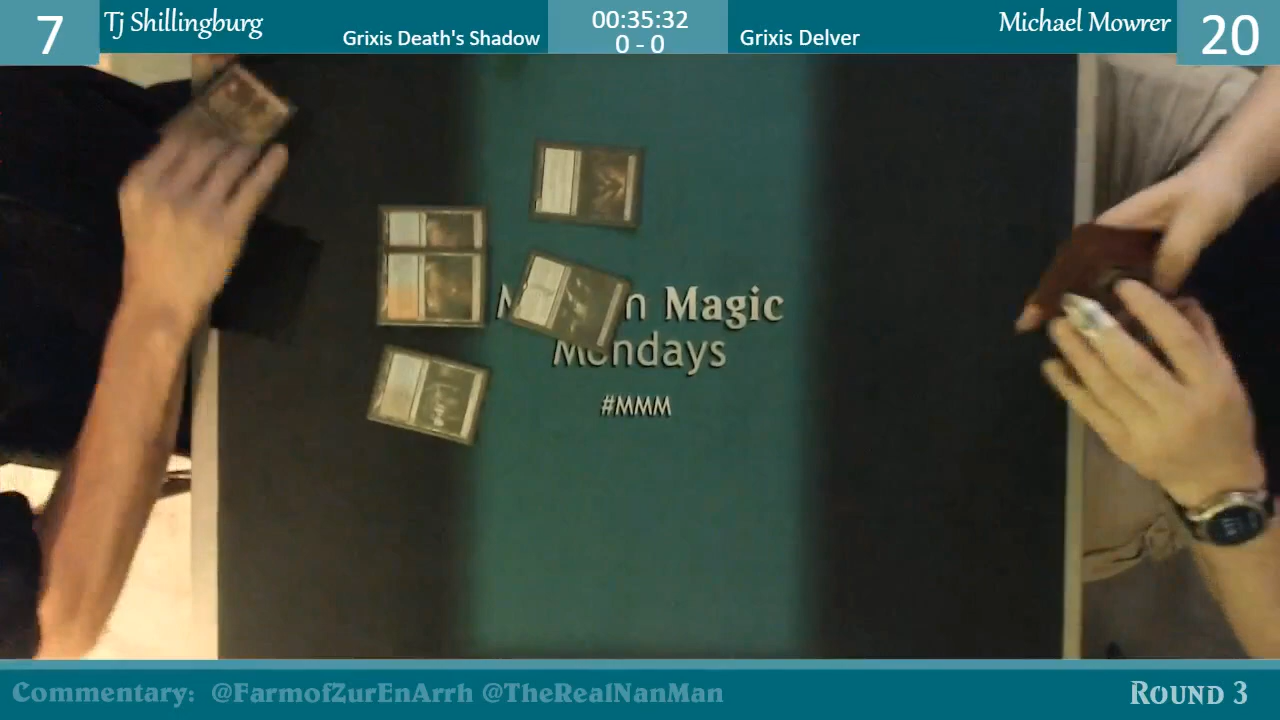 7
Tj Shillingburg
Grixis Death's Shadow
00:35:32
0 - 0
Michael Mowrer
Grixis Delver
20
Magic
Mondays
#MMM
Commentary: @FarmofZurEnArrh @TheRealNanMan
Round 3